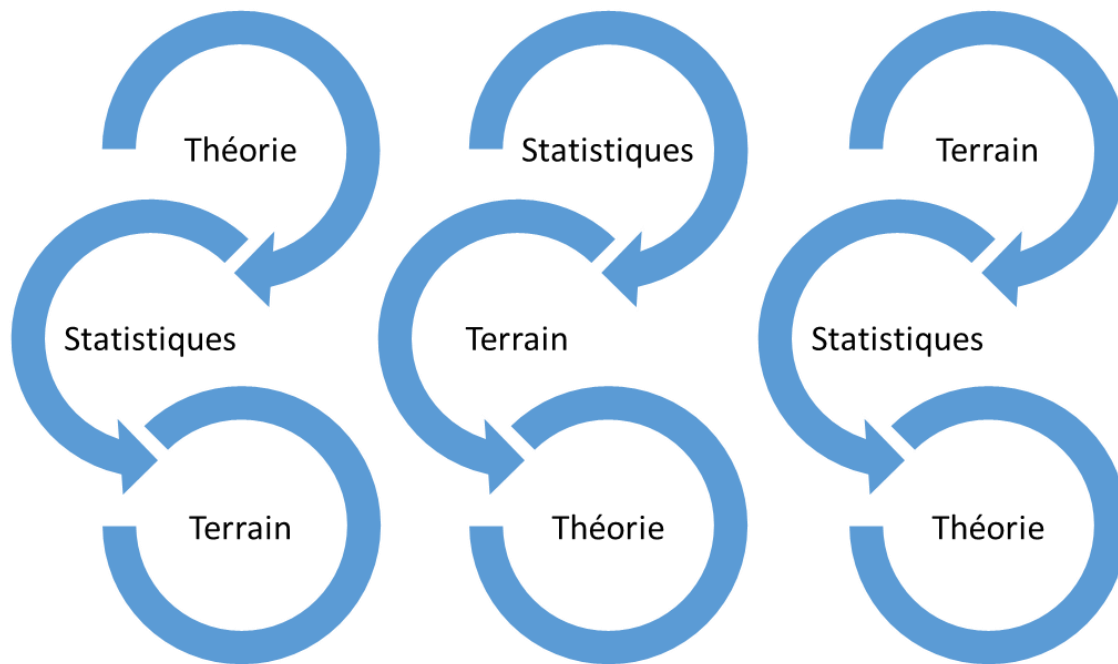 Théorie
Statistiques
Terrain
Statistiques
Terrain
Théorie
Terrain
Statistiques
Théorie